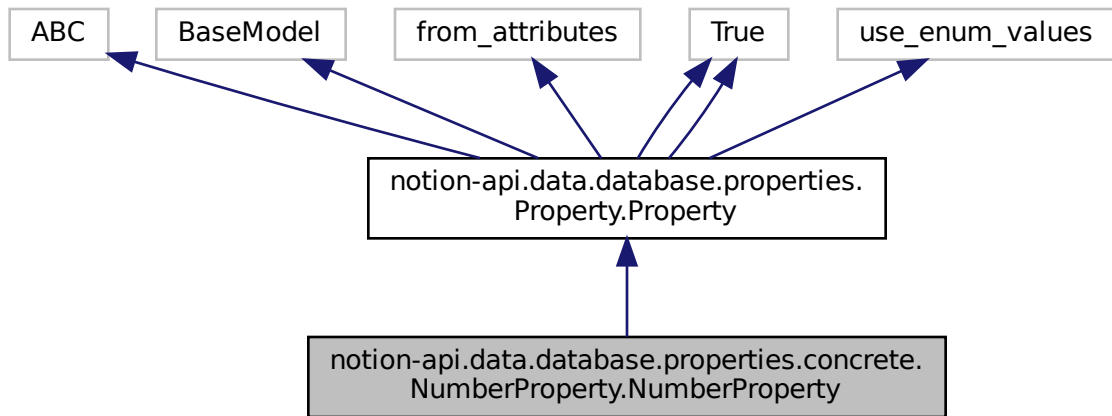 ABC
BaseModel
from_attributes
True
use_enum_values
notion-api.data.database.properties.
Property.Property
notion-api.data.database.properties.concrete.
NumberProperty.NumberProperty